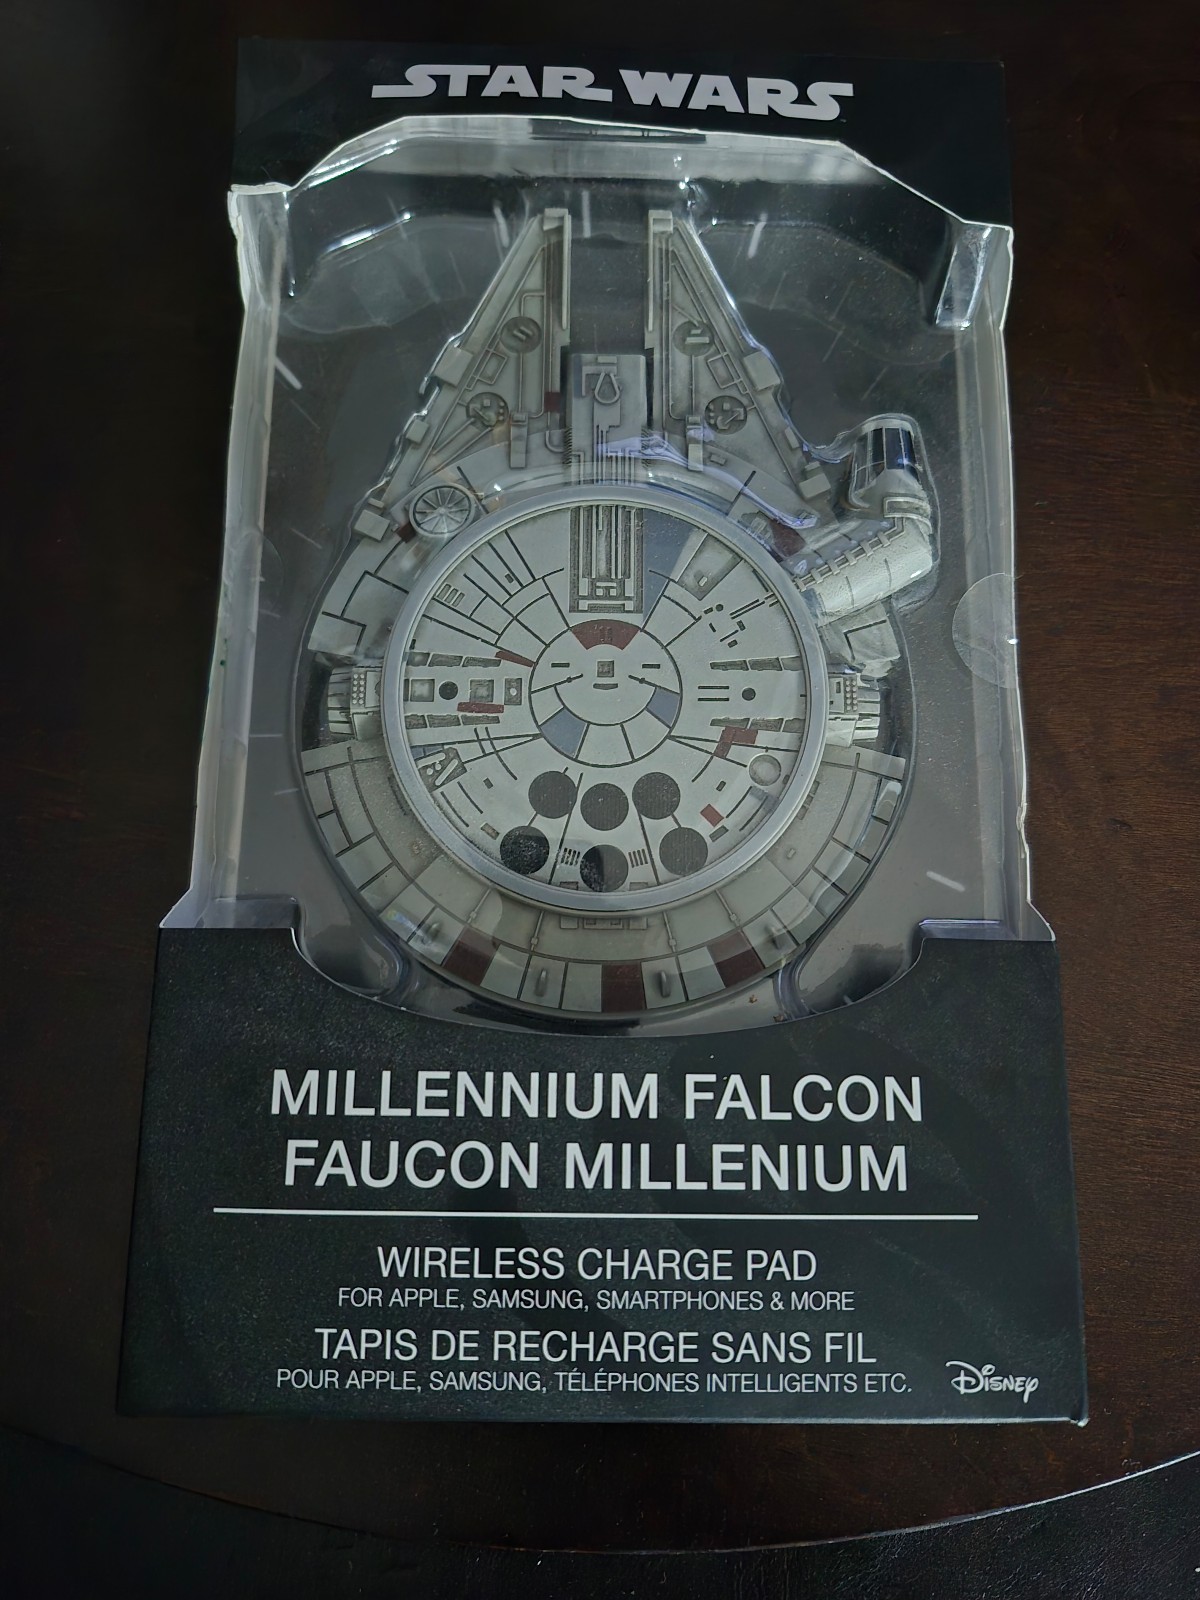 STAR WARS
MILLENNIUM FALCON
FAUCON MILLENIUM
WIRELESS CHARGE PAD
FOR APPLE, SAMSUNG, SMARTPHONES & MORE
TAPIS DE RECHARGE SANS FIL
POUR APPLE, SAMSUNG, TÉLÉPHONES INTELLIGENTS ETC.
Disney